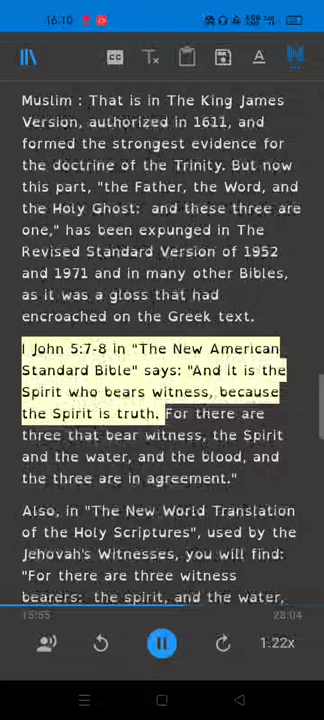 16:10
CC
Muslim : That is in The King James
Version, authorized in 1611, and
formed the strongest evidence for
the doctrine of the Trinity. But now
this part, "the Father, the Word, and
the Holy Ghost:  and these three are
one," has been expunged in The
Revised Standard Version of 1952
and 1971 and in many other Bibles,
as it was a gloss that had
encroached on the Greek text.
I John 5:7-8 in "The New American
Standard Bible" says: "And it is the
Spirit who bears witness, because
the Spirit is truth. For there are
three that bear witness, the Spirit
and the water, and the blood, and
the three are in agreement."
Also, in "The New World Translation
of the Holy Scriptures", used by the
Jehovah's Witnesses, you will find:
"For there are three witness
bearers:  the spirit, and the water,
15:55
28:04
1.22x